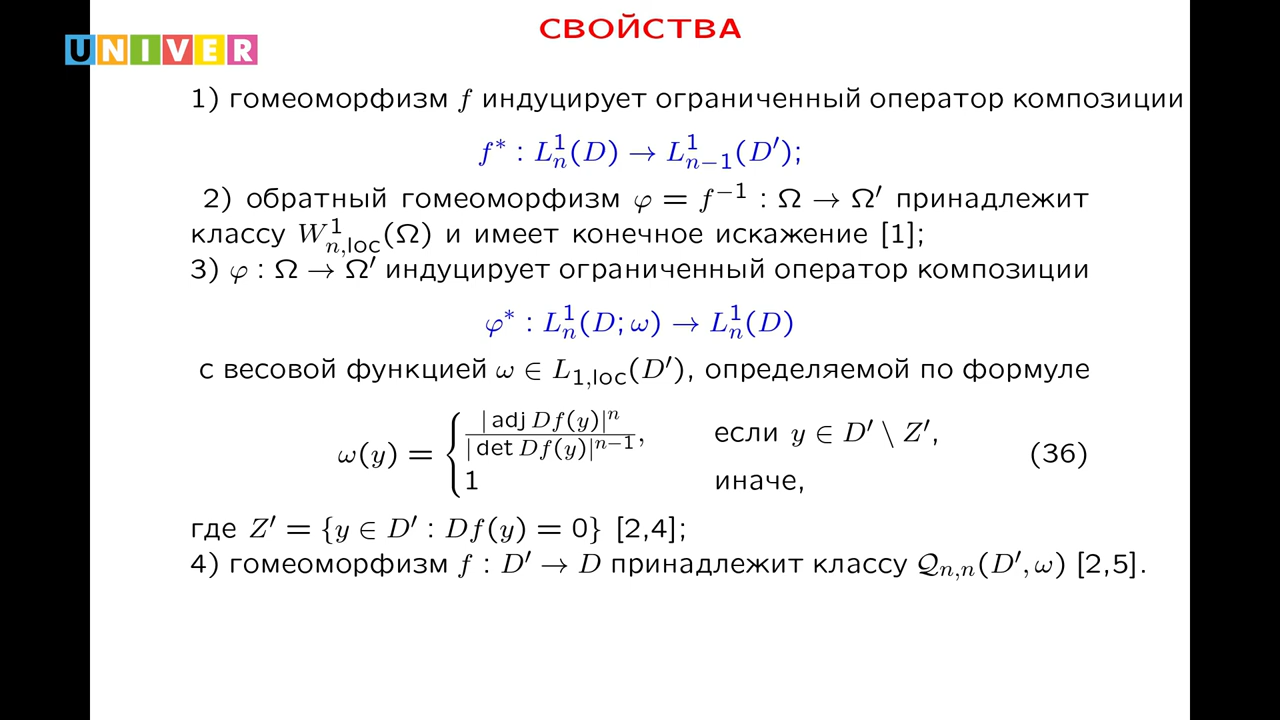 СВОЙСТВА
UNIVER
1) гомеоморфизм f индуцирует ограниченный оператор композиции
f* : L¹ₙ(D) → L¹ₙ₋₁(D′);
2) обратный гомеоморфизм φ = f⁻¹ : Ω → Ω′ принадлежит
классу W¹ₙ,loc(Ω) и имеет конечное искажение [1];
3) φ : Ω → Ω′ индуцирует ограниченный оператор композиции
φ* : L¹ₙ(D; ω) → L¹ₙ(D)
с весовой функцией ω ∈ L₁,loc(D′), определяемой по формуле
ω(y) = { |adj Df(y)|ⁿ / |det Df(y)|ⁿ⁻¹, если y ∈ D′ \ Z′,
1 иначе, (36)
где Z′ = {y ∈ D′ : Df(y) = 0} [2,4];
4) гомеоморфизм f : D′ → D принадлежит классу 𝒬ₙ,ₙ(D′, ω) [2,5].